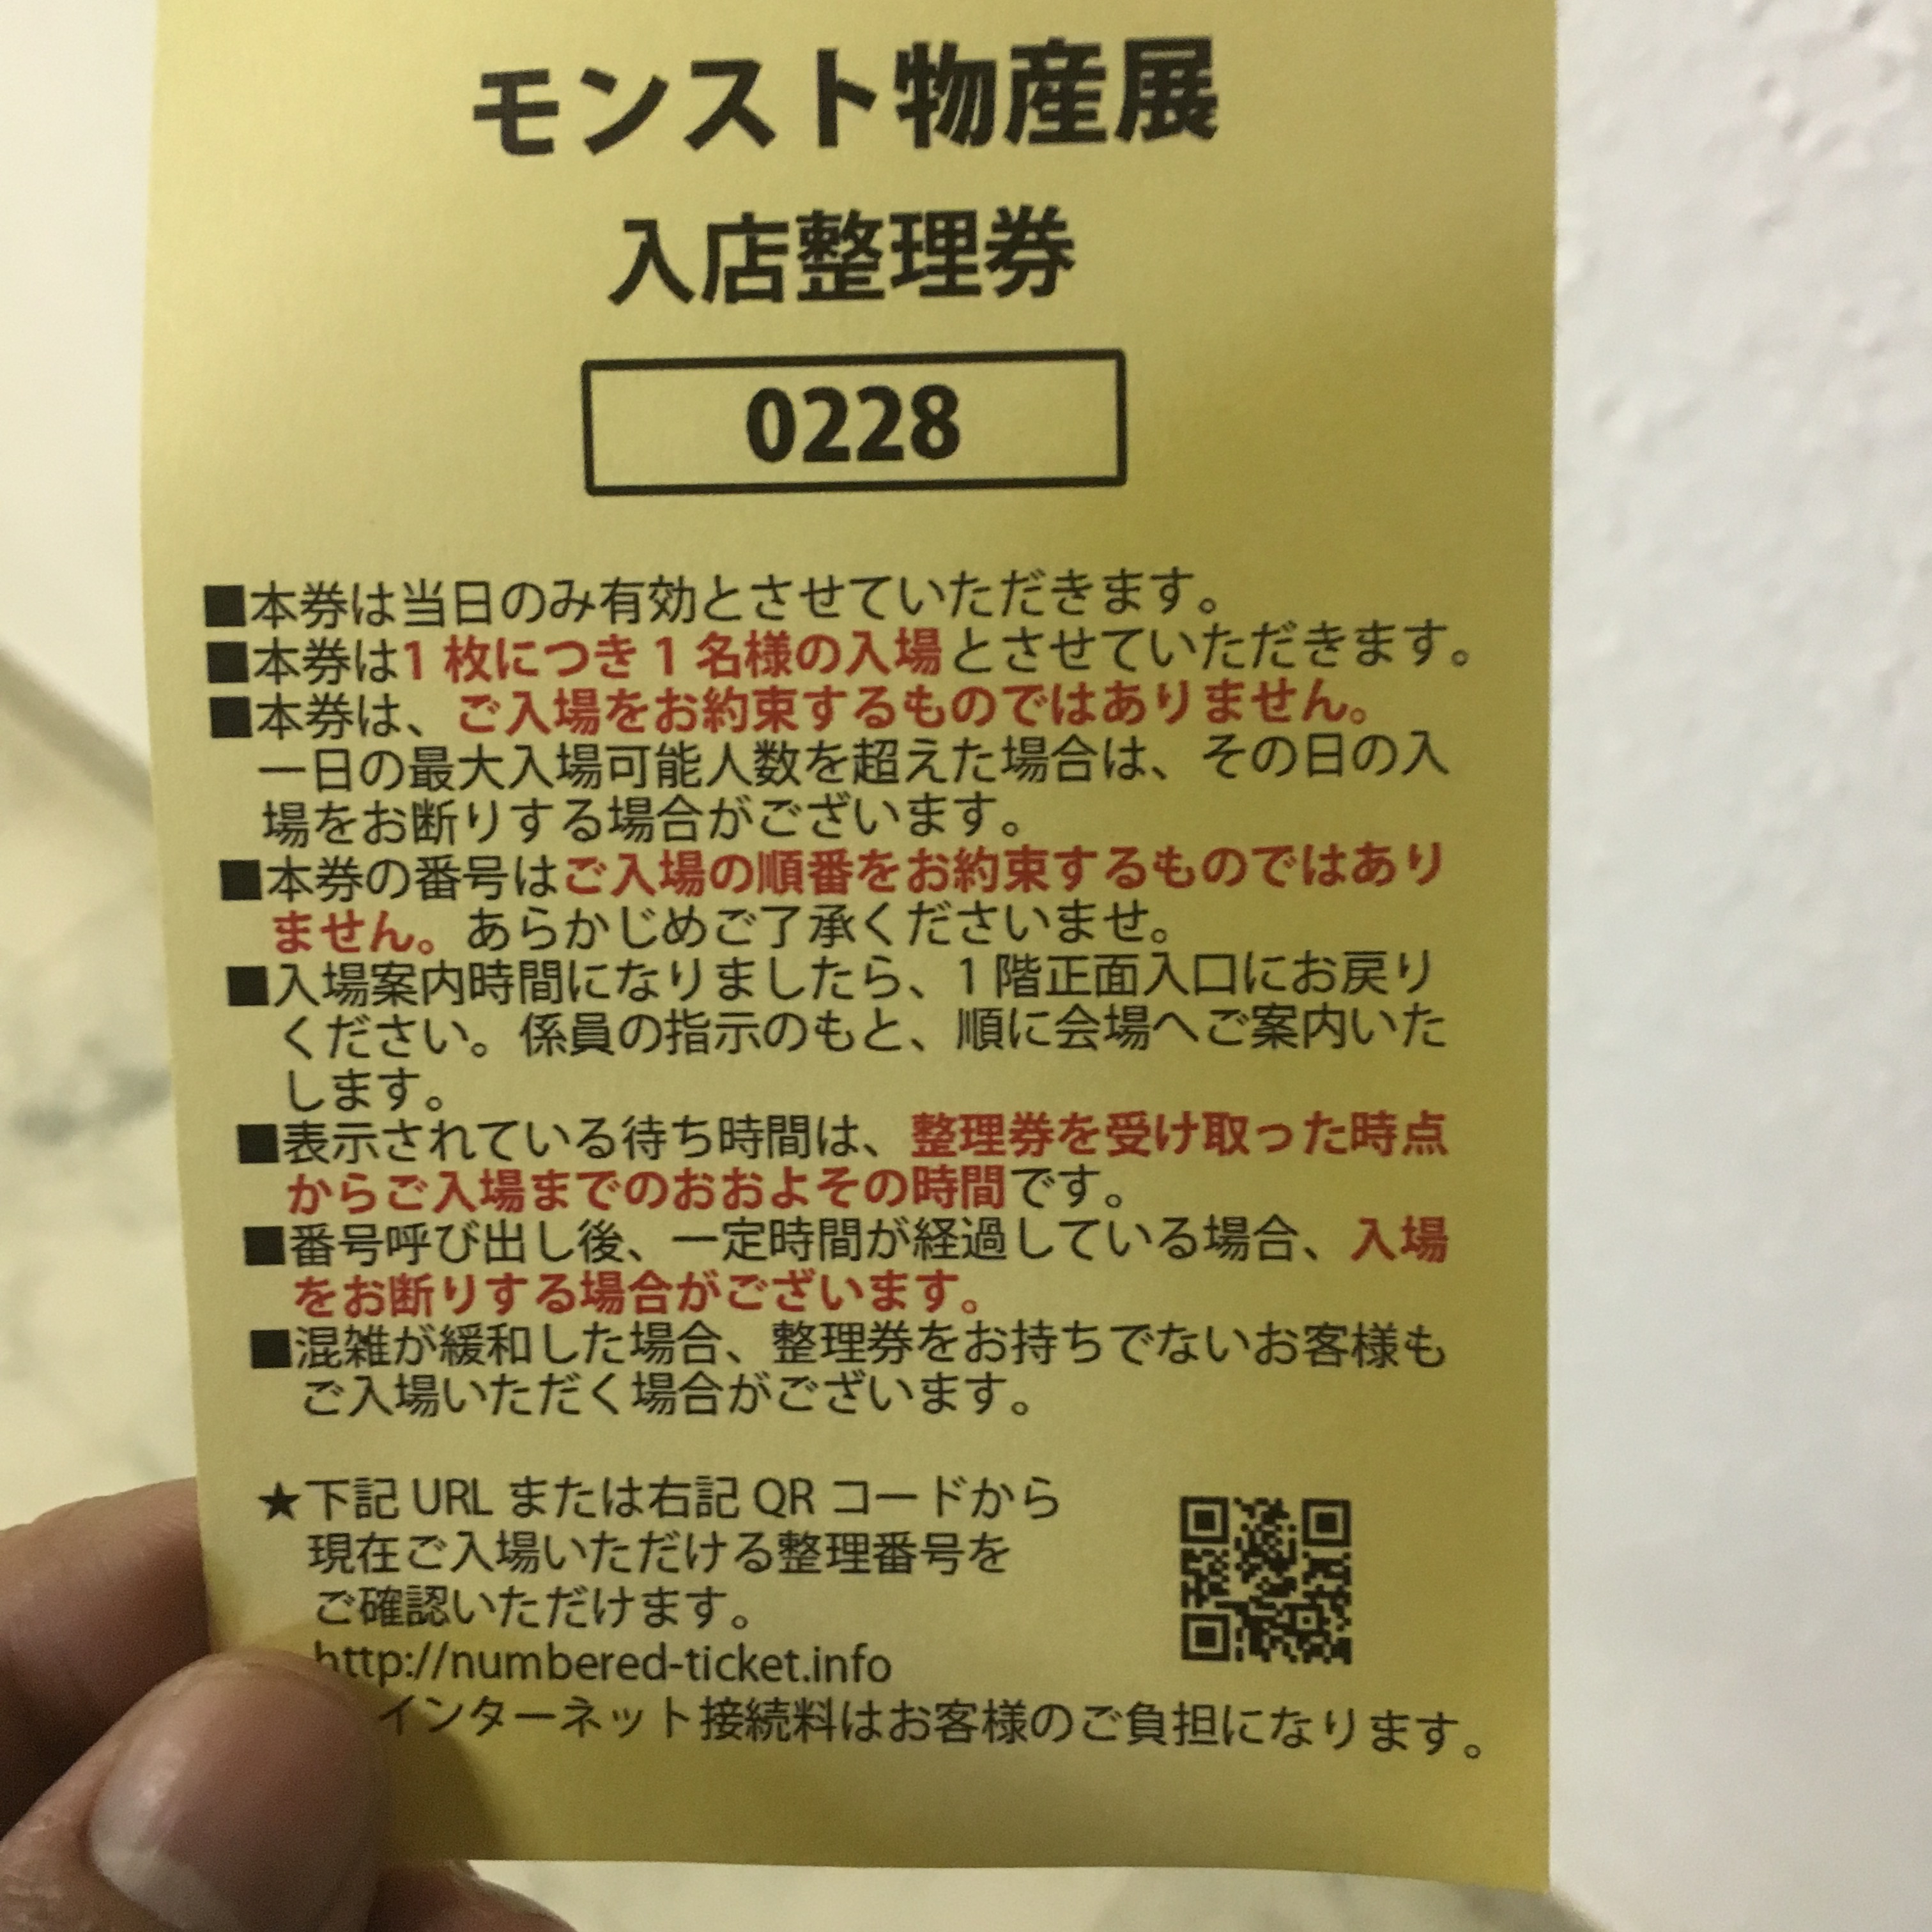 モンスト物産展
入店整理券
0228
■本券は当日のみ有効とさせていただきます。
■本券は1枚につき1名様の入場とさせていただきます。
■本券は、ご入場をお約束するものではありません。
一日の最大入場可能人数を超えた場合は、その日の入
場をお断りする場合がございます。
■本券の番号はご入場の順番をお約束するものではあり
ません。あらかじめご了承くださいませ。
■入場案内時間になりましたら、1階正面入口にお戻り
ください。係員の指示のもと、順に会場へご案内いた
します。
■表示されている待ち時間は、整理券を受け取った時点
からご入場までのおおよその時間です。
■番号呼び出し後、一定時間が経過している場合、入場
をお断りする場合がございます。
■混雑が緩和した場合、整理券をお持ちでないお客様も
ご入場いただく場合がございます。
★下記 URL または右記 QR コードから
現在ご入場いただける整理番号を
ご確認いただけます。
http://numbered-ticket.info
インターネット接続料はお客様のご負担になります。